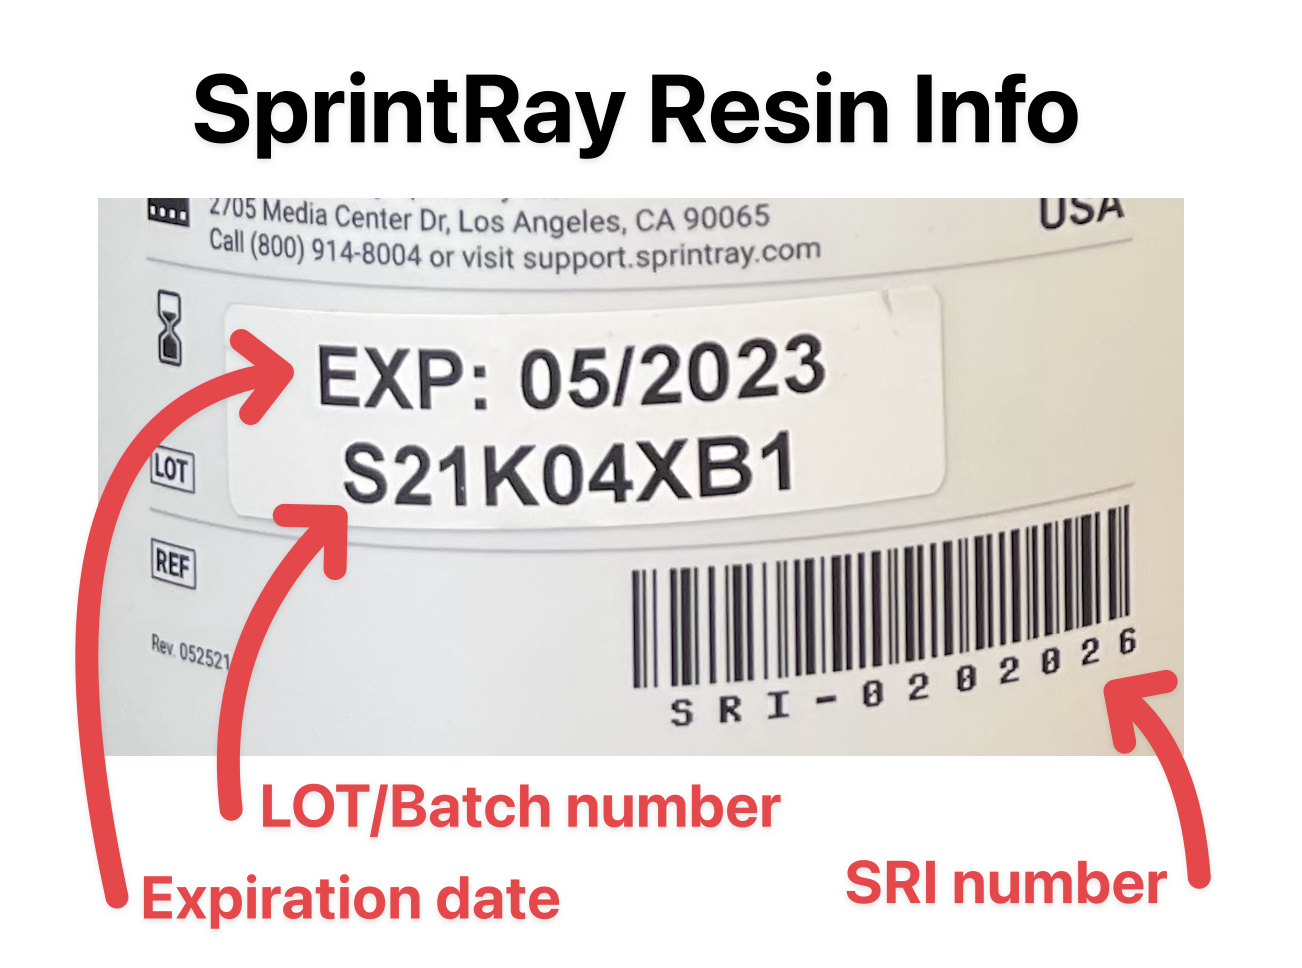 SprintRay Resin Info
2705 Media Center Dr, Los Angeles, CA 90065
USA
Call (800) 914-8004 or visit support.sprintray.com
EXP: 05/2023
LOT
S21K04XB1
REF
Rev. 052521
SRI-0202026
LOT/Batch number
Expiration date
SRI number